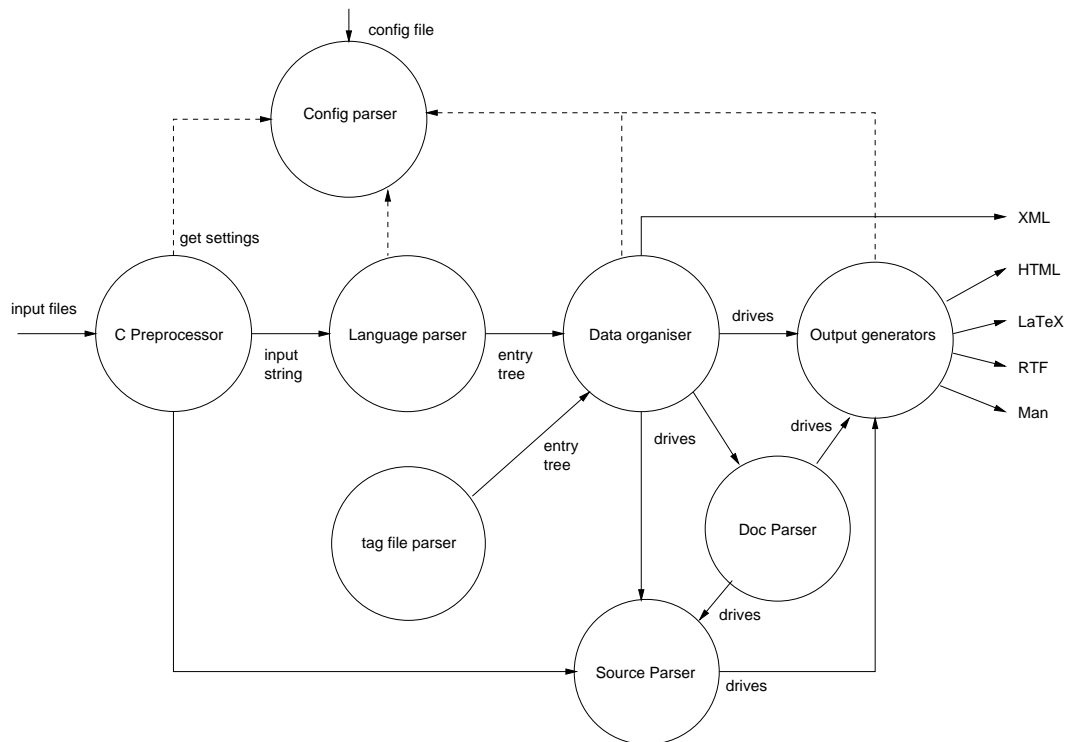 config file
Config parser
get settings
XML
HTML
input files
C Preprocessor
Language parser
Data organiser
drives
Output generators
LaTeX
input
string
entry
tree
RTF
Man
drives
drives
entry
tree
tag file parser
Doc Parser
drives
Source Parser
drives